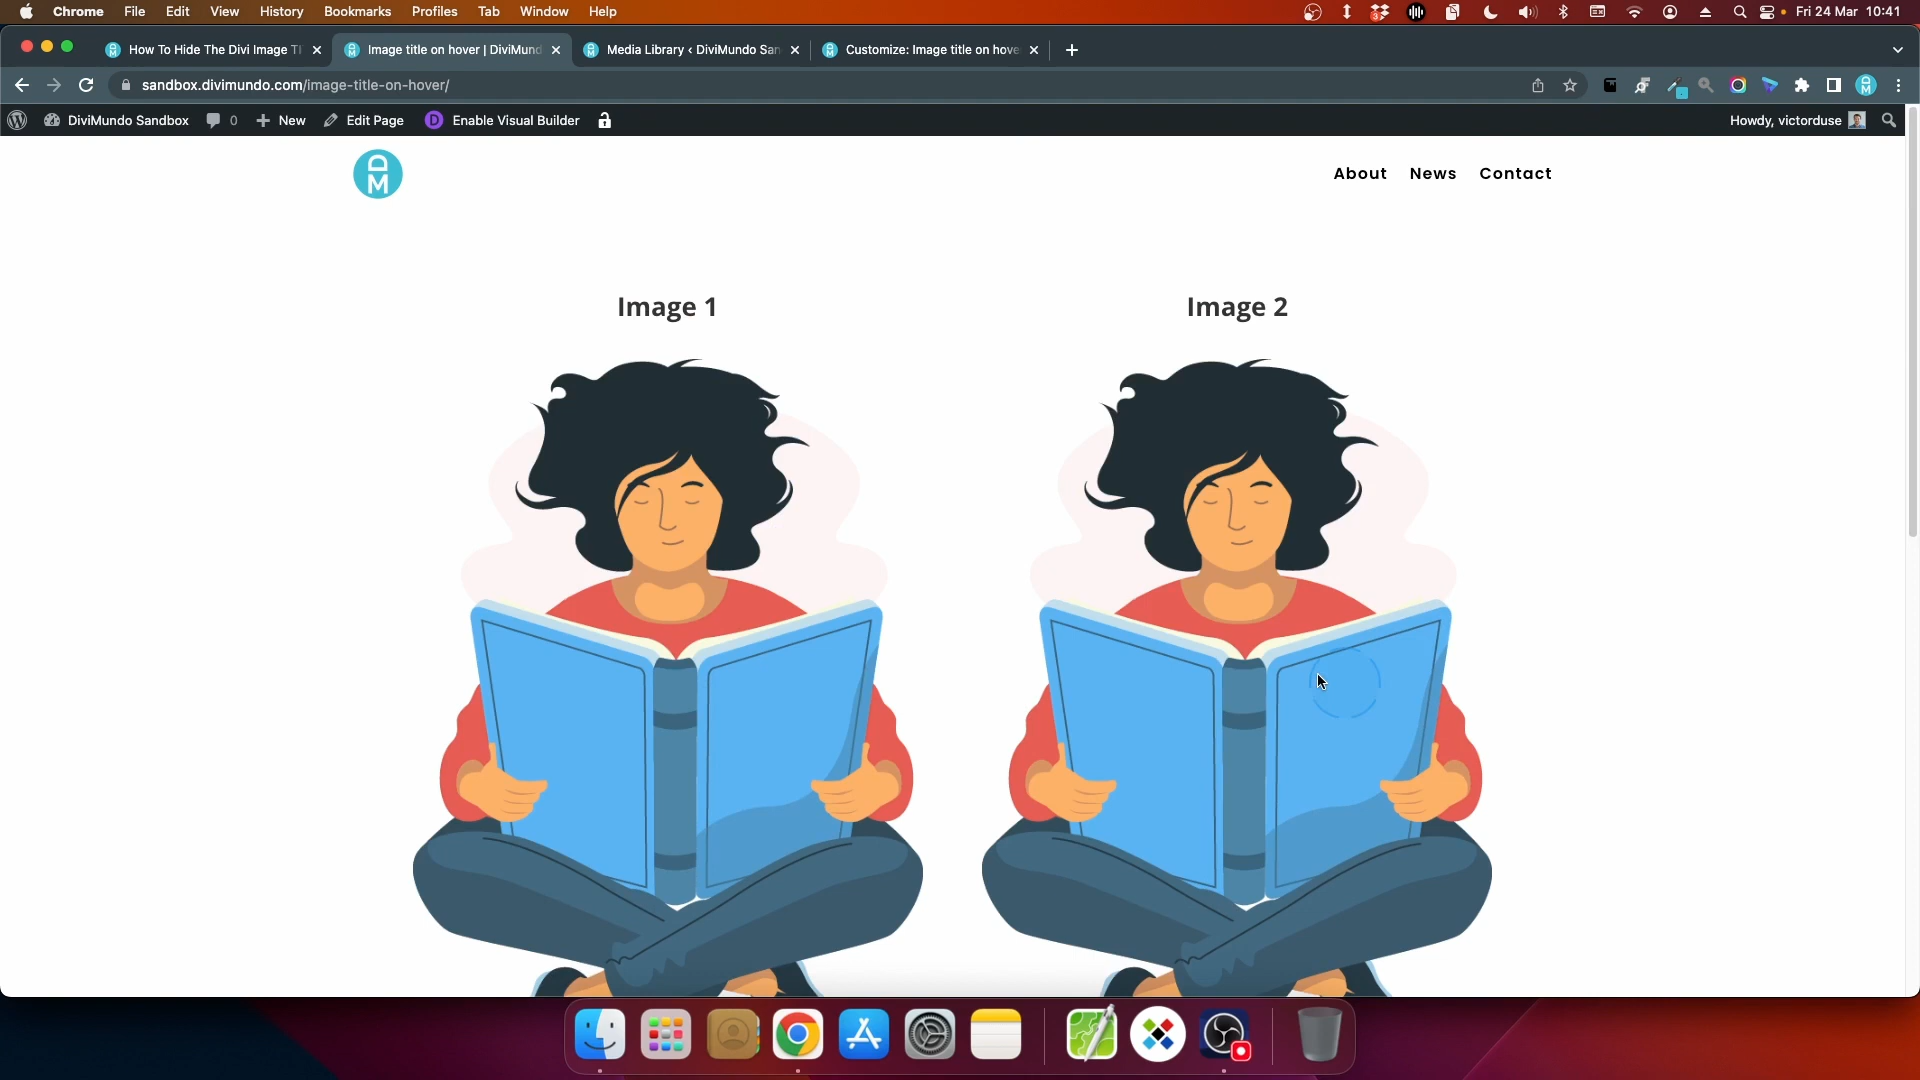 Chrome File Edit View History Bookmarks Profiles Tab Window Help
3
Fri 24 Mar 10:41
How To Hide The Divi Image Ti
Image title on hover | DiviMund
Media Library ‹ DiviMundo San
Customize: Image title on hove
sandbox.divimundo.com/image-title-on-hover/
DiviMundo Sandbox 0 New Edit Page D Enable Visual Builder
Howdy, victorduse
DM
About News Contact
Image 1
Image 2